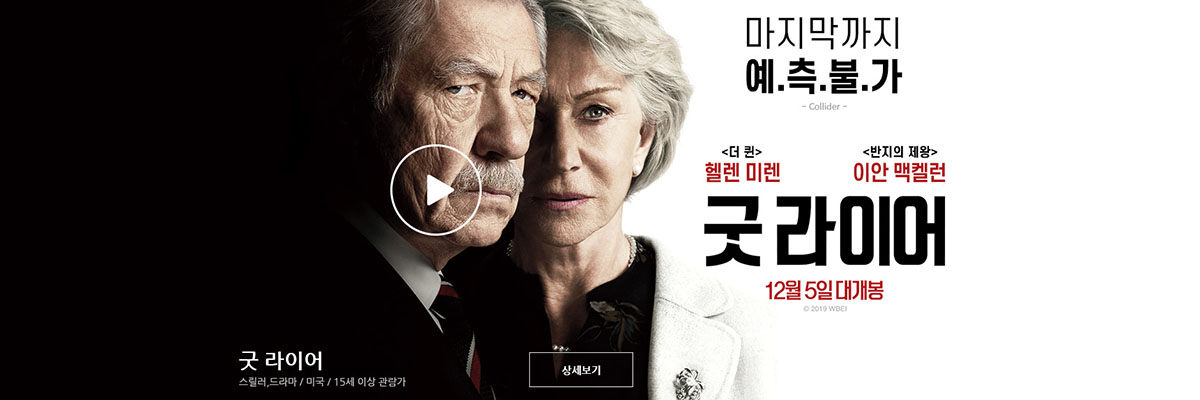 마지막까지
예.측.불.가
– Collider –
<더 퀸>
헬렌 미렌
<반지의 제왕>
이안 맥켈런
굿 라이어
12월 5일 대개봉
© 2019 WBEI
굿 라이어
스릴러,드라마 / 미국 / 15세 이상 관람가
상세보기